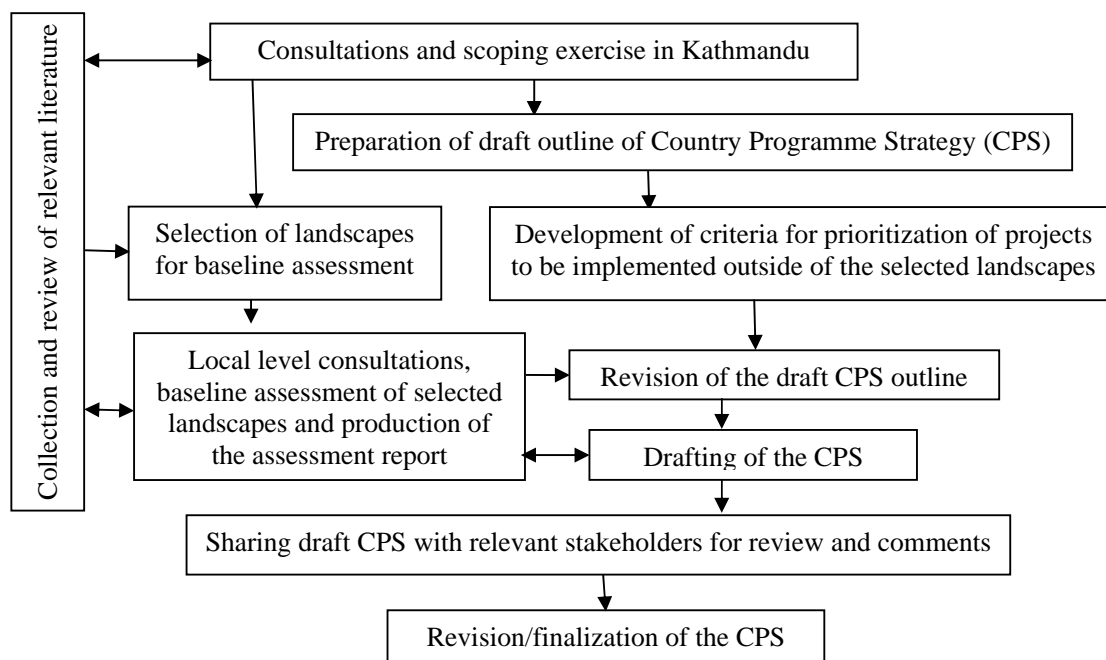 Collection and review of relevant literature
Consultations and scoping exercise in Kathmandu
Preparation of draft outline of Country Programme Strategy (CPS)
Selection of landscapes
for baseline assessment
Development of criteria for prioritization of projects
to be implemented outside of the selected landscapes
Local level consultations,
baseline assessment of selected
landscapes and production of
the assessment report
Revision of the draft CPS outline
Drafting of the CPS
Sharing draft CPS with relevant stakeholders for review and comments
Revision/finalization of the CPS